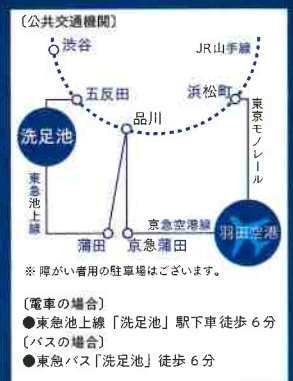 〔公共交通機関〕
渋谷
JR山手線
五反田
浜松町
品川
洗足池
東急池上線
東京モノレール
京急空港線
羽田空港
蒲田
京急蒲田
※ 障がい者用の駐車場はございます。
〔電車の場合〕
●東急池上線「洗足池」駅下車徒歩6分
〔バスの場合〕
●東急バス「洗足池」徒歩6分